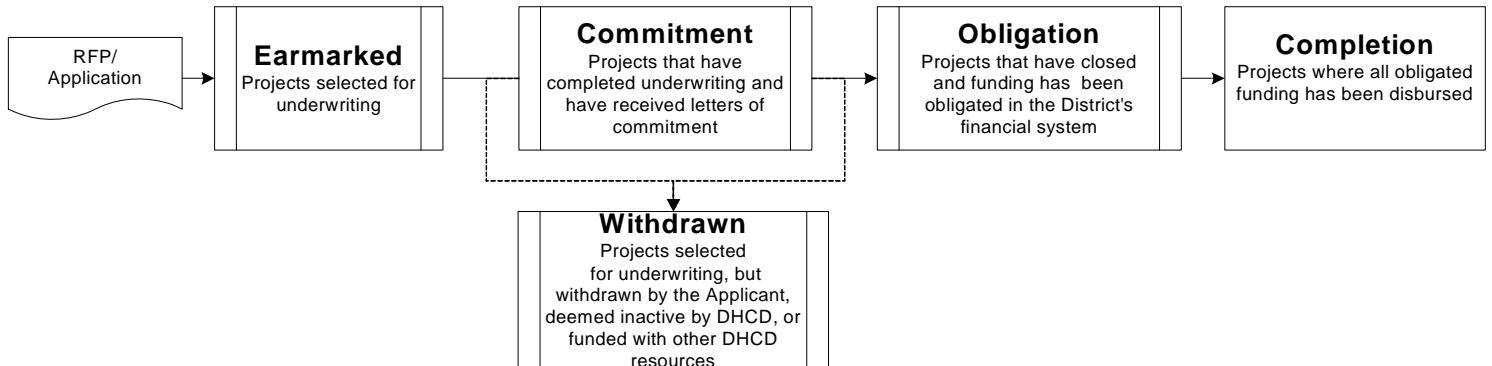 RFP/
Application
Earmarked
Projects selected for
underwriting
Commitment
Projects that have
completed underwriting and
have received letters of
commitment
Obligation
Projects that have closed
and funding has been
obligated in the District's
financial system
Completion
Projects where all obligated
funding has been disbursed
Withdrawn
Projects selected
for underwriting, but
withdrawn by the Applicant,
deemed inactive by DHCD, or
funded with other DHCD
resources